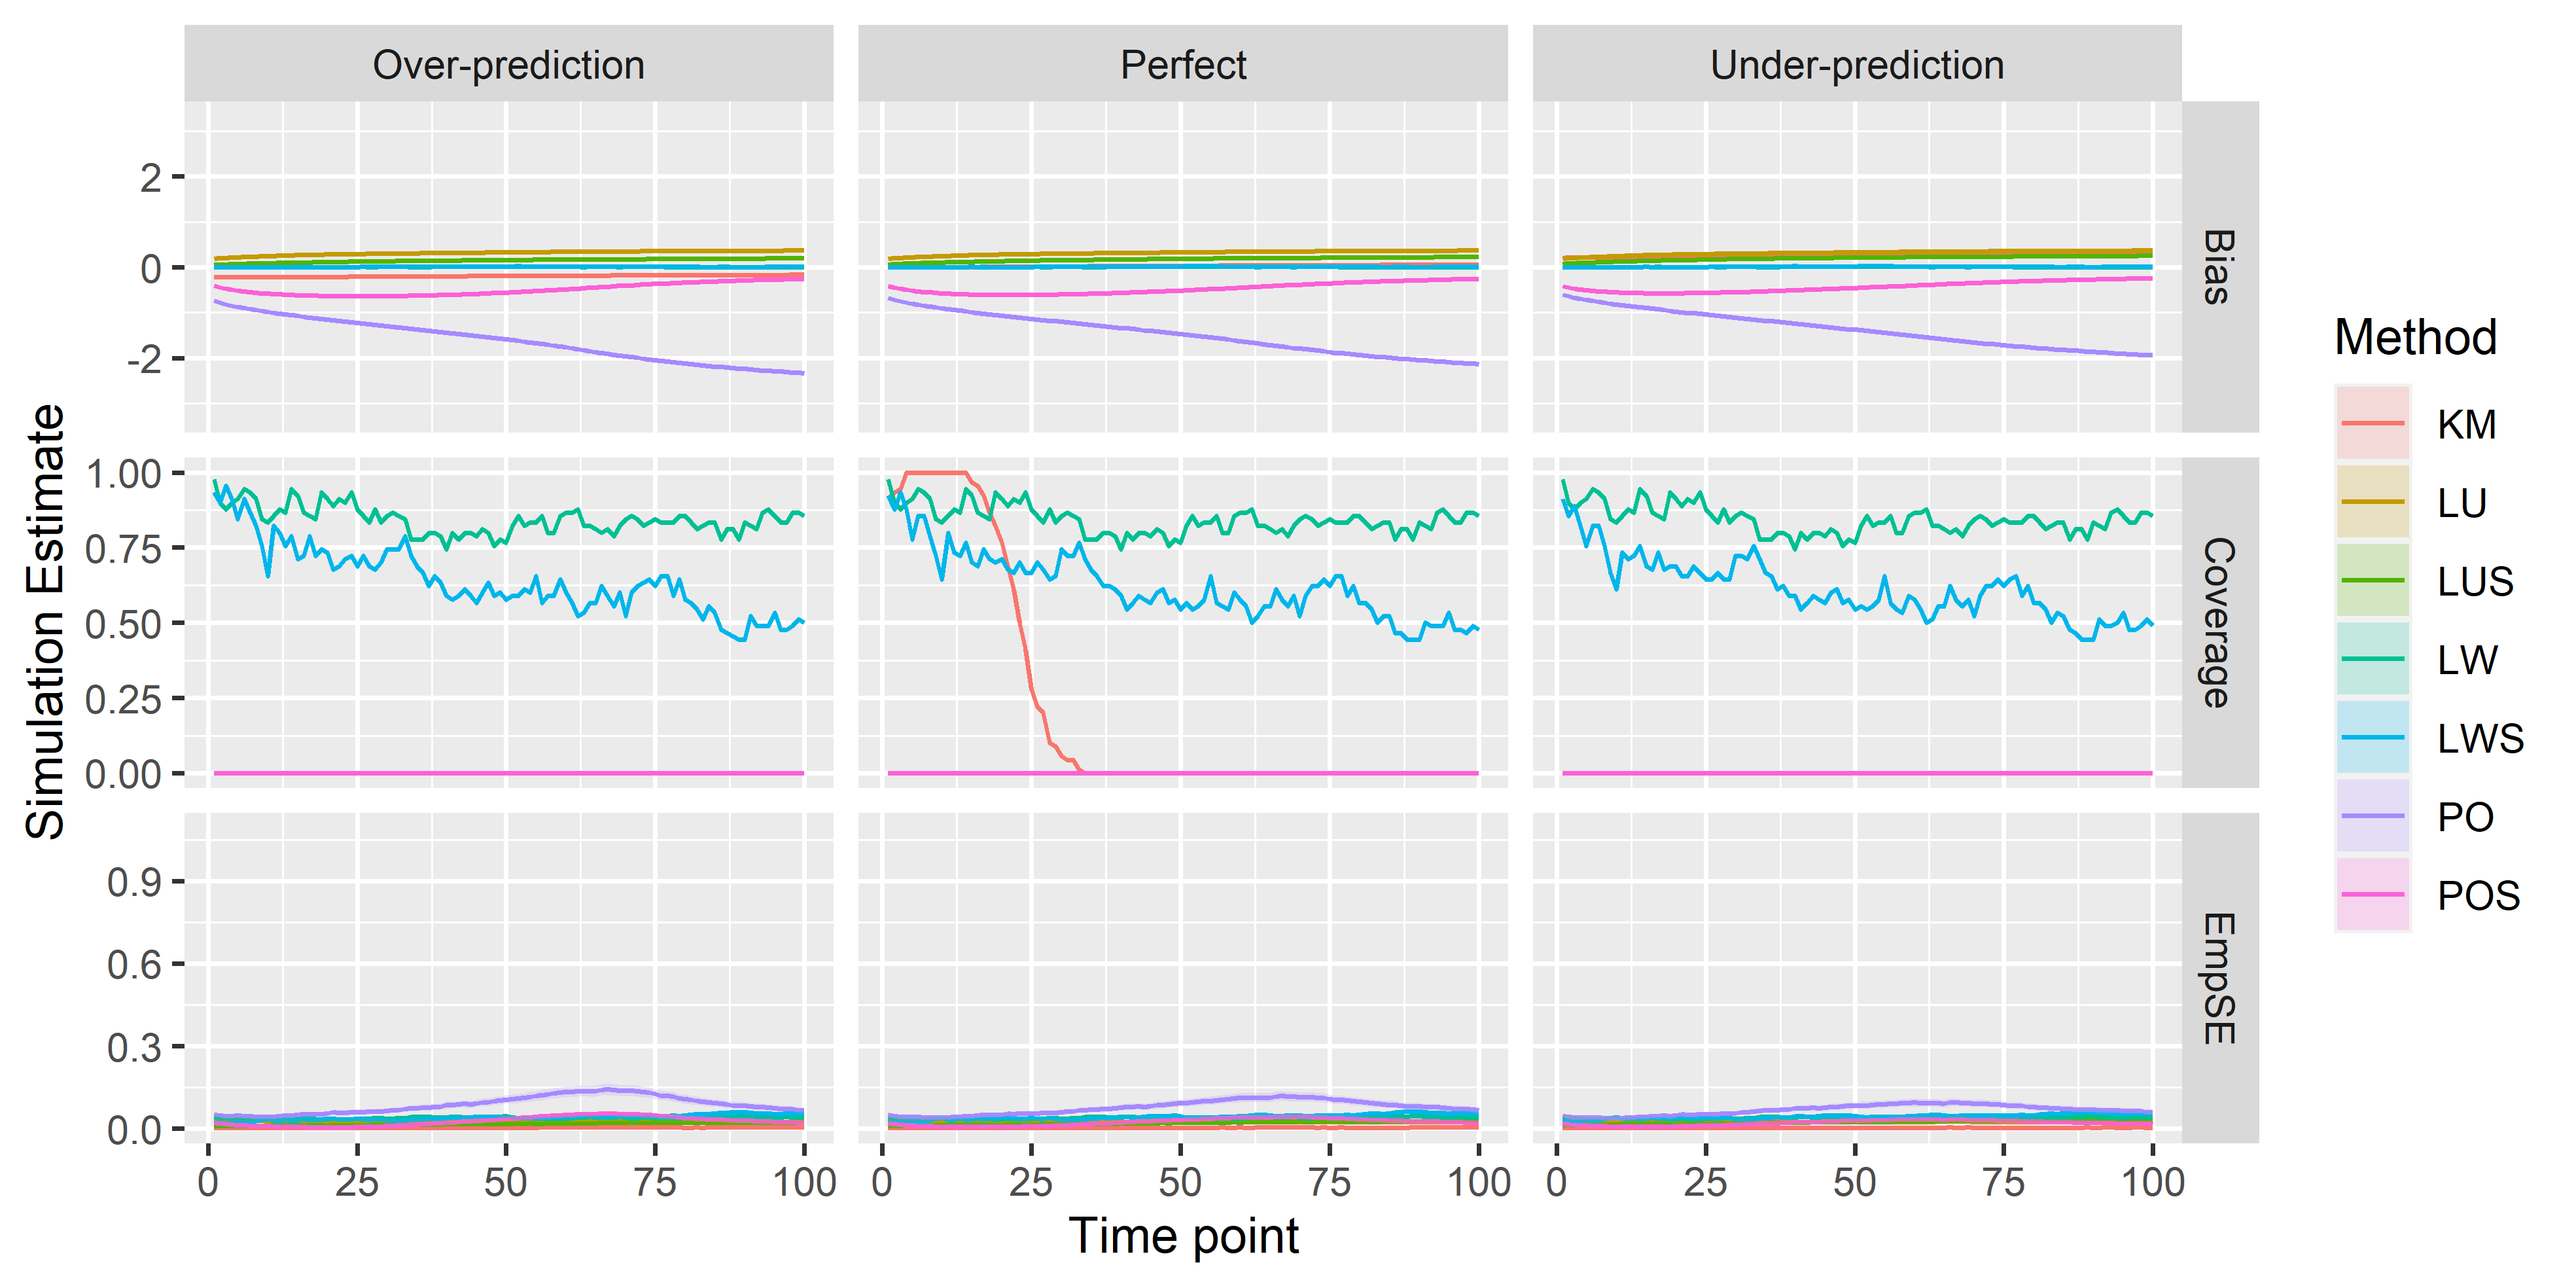 Over-prediction Perfect Under-prediction
Simulation Estimate
2
0
-2
Bias
1.00
0.75
0.50
0.25
0.00
Coverage
0.9
0.6
0.3
0.0
EmpSE
0 25 50 75 100 0 25 50 75 100 0 25 50 75 100
Time point
Method
KM
LU
LUS
LW
LWS
PO
POS